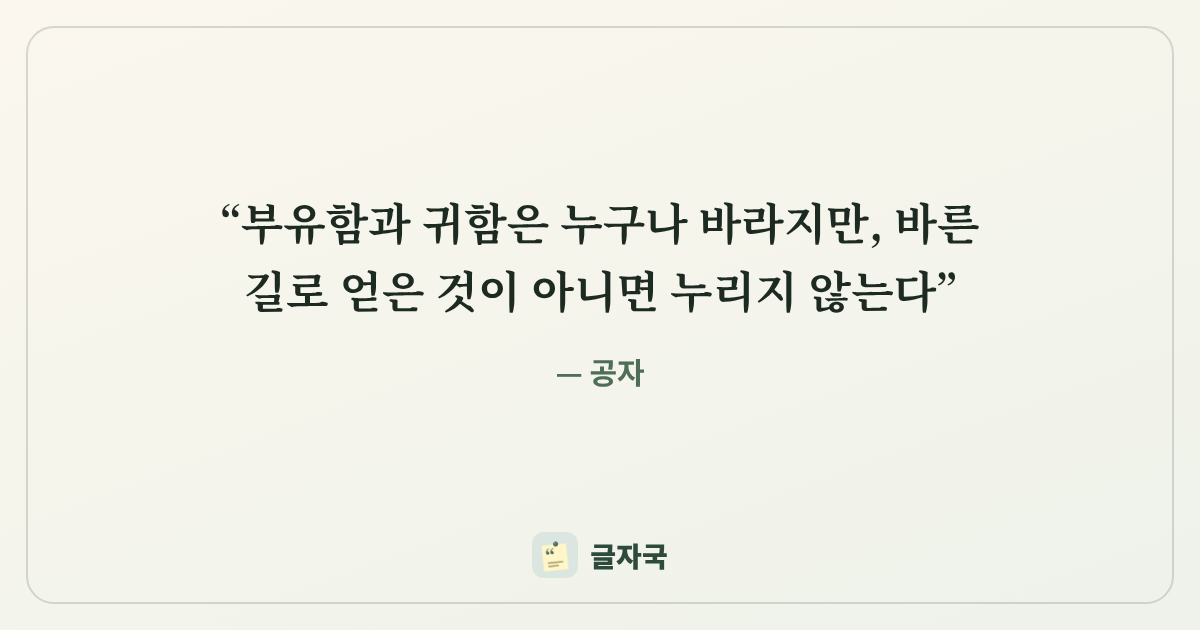 “부유함과 귀함은 누구나 바라지만, 바른
길로 얻은 것이 아니면 누리지 않는다”
— 공자
글자국